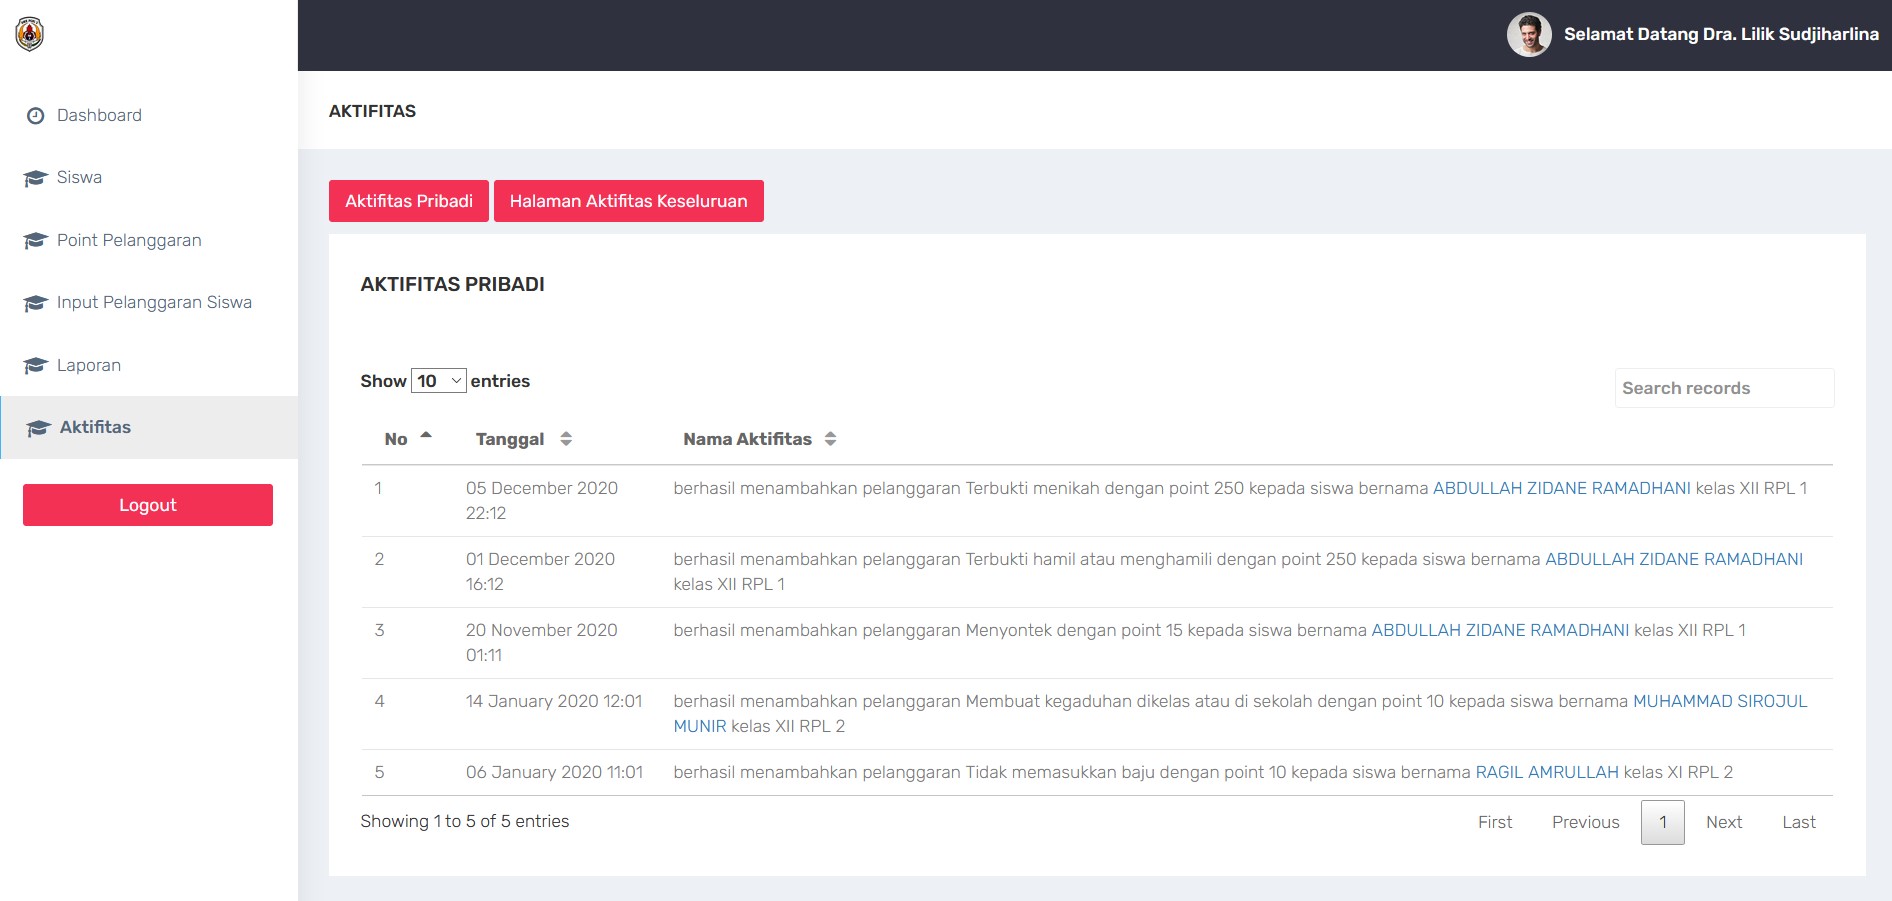 Selamat Datang Dra. Lilik Sudjiharlina
Dashboard
Siswa
Point Pelanggaran
Input Pelanggaran Siswa
Laporan
Aktifitas
Logout
AKTIFITAS
Aktifitas Pribadi
Halaman Aktifitas Keseluruan
AKTIFITAS PRIBADI
Show 10 entries
Search records
No Tanggal Nama Aktifitas
1 05 December 2020 berhasil menambahkan pelanggaran Terbukti menikah dengan point 250 kepada siswa bernama ABDULLAH ZIDANE RAMADHANI kelas XII RPL 1
22:12
2 01 December 2020 berhasil menambahkan pelanggaran Terbukti hamil atau menghamili dengan point 250 kepada siswa bernama ABDULLAH ZIDANE RAMADHANI
16:12 kelas XII RPL 1
3 20 November 2020 berhasil menambahkan pelanggaran Menyontek dengan point 15 kepada siswa bernama ABDULLAH ZIDANE RAMADHANI kelas XII RPL 1
01:11
4 14 January 2020 12:01 berhasil menambahkan pelanggaran Membuat kegaduhan dikelas atau di sekolah dengan point 10 kepada siswa bernama MUHAMMAD SIROJUL
MUNIR kelas XII RPL 2
5 06 January 2020 11:01 berhasil menambahkan pelanggaran Tidak memasukkan baju dengan point 10 kepada siswa bernama RAGIL AMRULLAH kelas XI RPL 2
Showing 1 to 5 of 5 entries
First Previous 1 Next Last